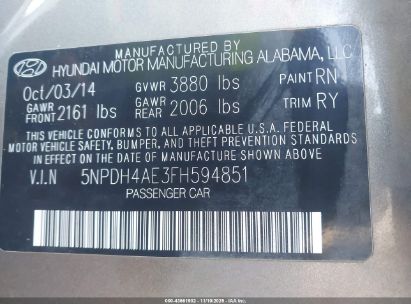 MANUFACTURED BY
HYUNDAI MOTOR MANUFACTURING ALABAMA, LLC
Oct/03/14 GVWR 3880 lbs PAINT RN
GAWR FRONT 2161 lbs GAWR REAR 2006 lbs TRIM RY
THIS VEHICLE CONFORMS TO ALL APPLICABLE U.S.A. FEDERAL
MOTOR VEHICLE SAFETY, BUMPER, AND THEFT PREVENTION STANDARDS
IN EFFECT ON THE DATE OF MANUFACTURE SHOWN ABOVE.
V.I.N 5NPDH4AE3FH594851
PASSENGER CAR